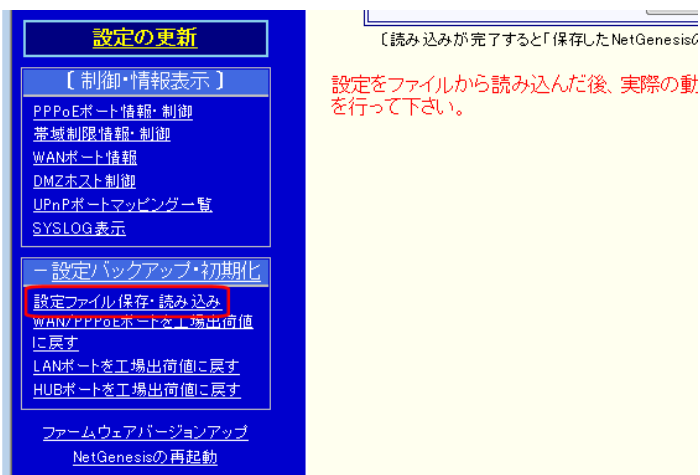 設定の更新
〔制御・情報表示〕
PPPoEポート情報・制御
帯域制限情報・制御
WANポート情報
DMZホスト制御
UPnPポートマッピング一覧
SYSLOG表示
－設定バックアップ・初期化
設定ファイル保存・読み込み
WAN/PPPoEポートを工場出荷値
に戻す
LANポートを工場出荷値に戻す
HUBポートを工場出荷値に戻す
ファームウェアバージョンアップ
NetGenesisの再起動
〔読み込みが完了すると「保存したNetGenesisの
設定をファイルから読み込んだ後、実際の動
を行って下さい。